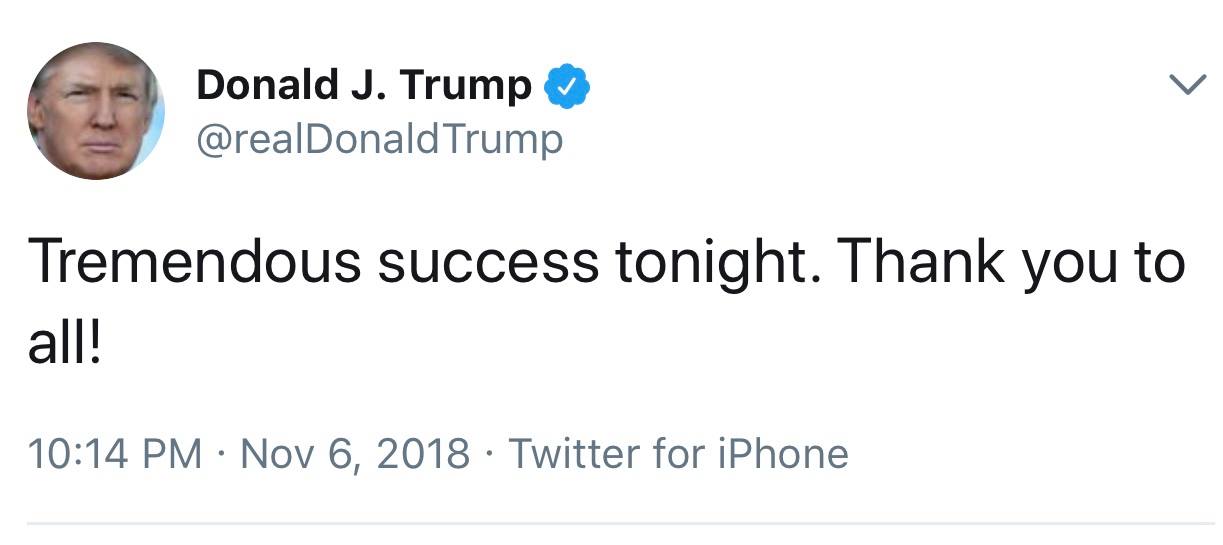 Donald J. Trump
@realDonaldTrump
Tremendous success tonight. Thank you to
all!
10:14 PM · Nov 6, 2018 · Twitter for iPhone